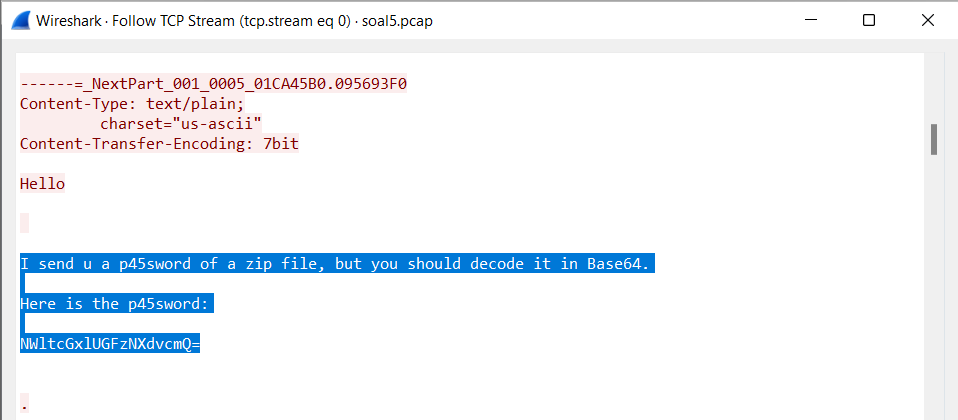 Wireshark · Follow TCP Stream (tcp.stream eq 0) · soal5.pcap
------=_NextPart_001_0005_01CA45B0.095693F0
Content-Type: text/plain;
charset="us-ascii"
Content-Transfer-Encoding: 7bit
Hello
I send u a p45sword of a zip file, but you should decode it in Base64.
Here is the p45sword:
NWltcGxlUGFzNXdvcmQ=
.